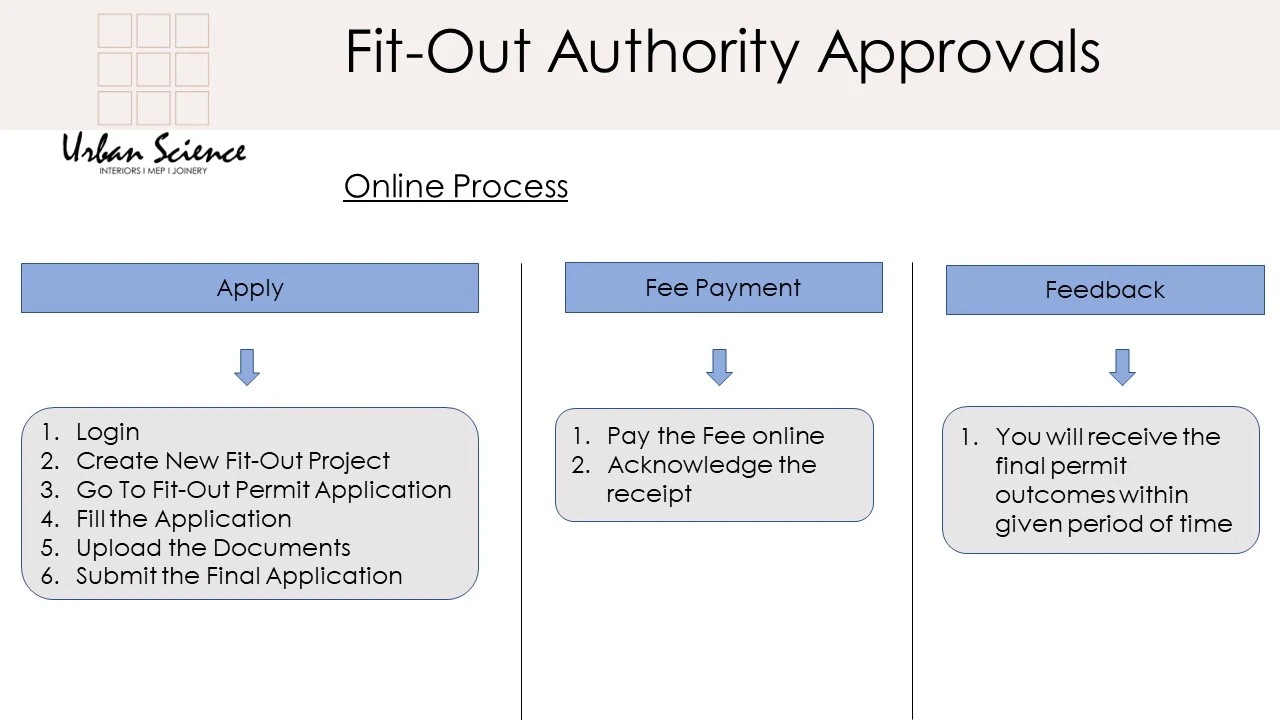 Fit-Out Authority Approvals
Urban Science
INTERIORS I MEP I JOINERY
Online Process
Apply
1. Login
2. Create New Fit-Out Project
3. Go To Fit-Out Permit Application
4. Fill the Application
5. Upload the Documents
6. Submit the Final Application
Fee Payment
1. Pay the Fee online
2. Acknowledge the
receipt
Feedback
1. You will receive the
final permit
outcomes within
given period of time